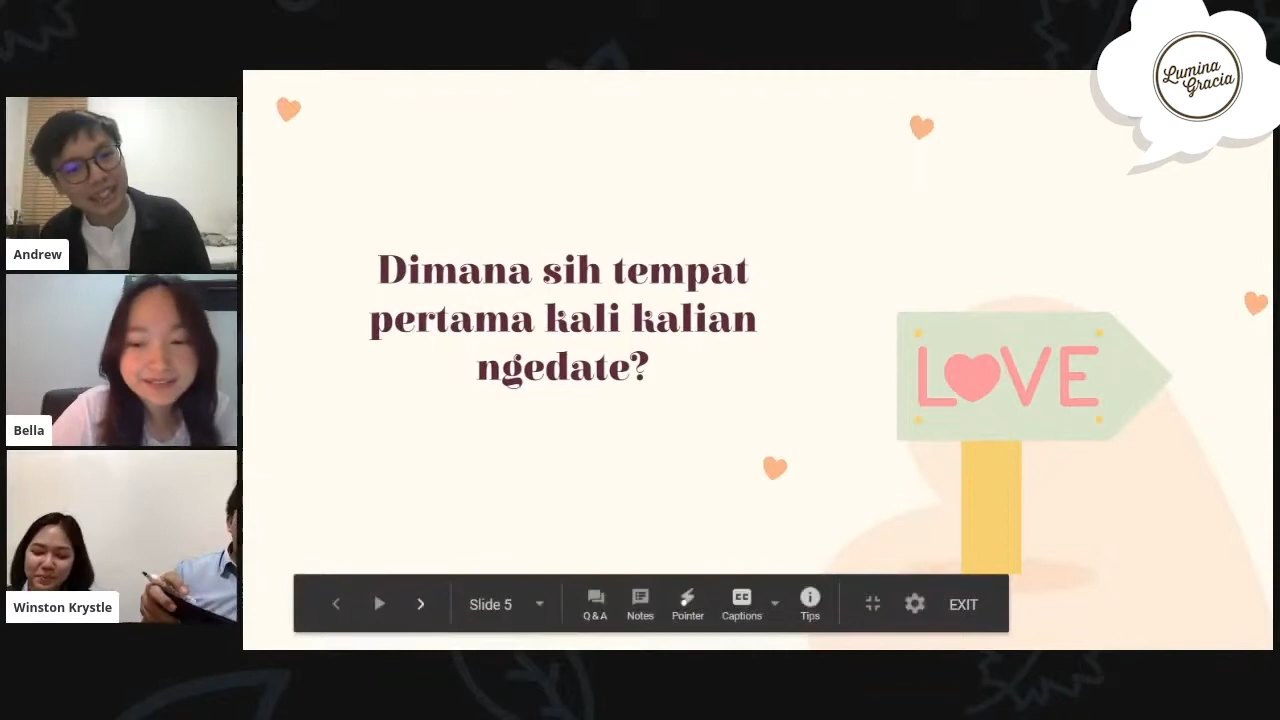 Lumina
Gracia
Andrew
Bella
Winston Krystle
Dimana sih tempat
pertama kali kalian
ngedate?
LOVE
Slide 5
Q & A
Notes
Pointer
CC
Captions
Tips
EXIT